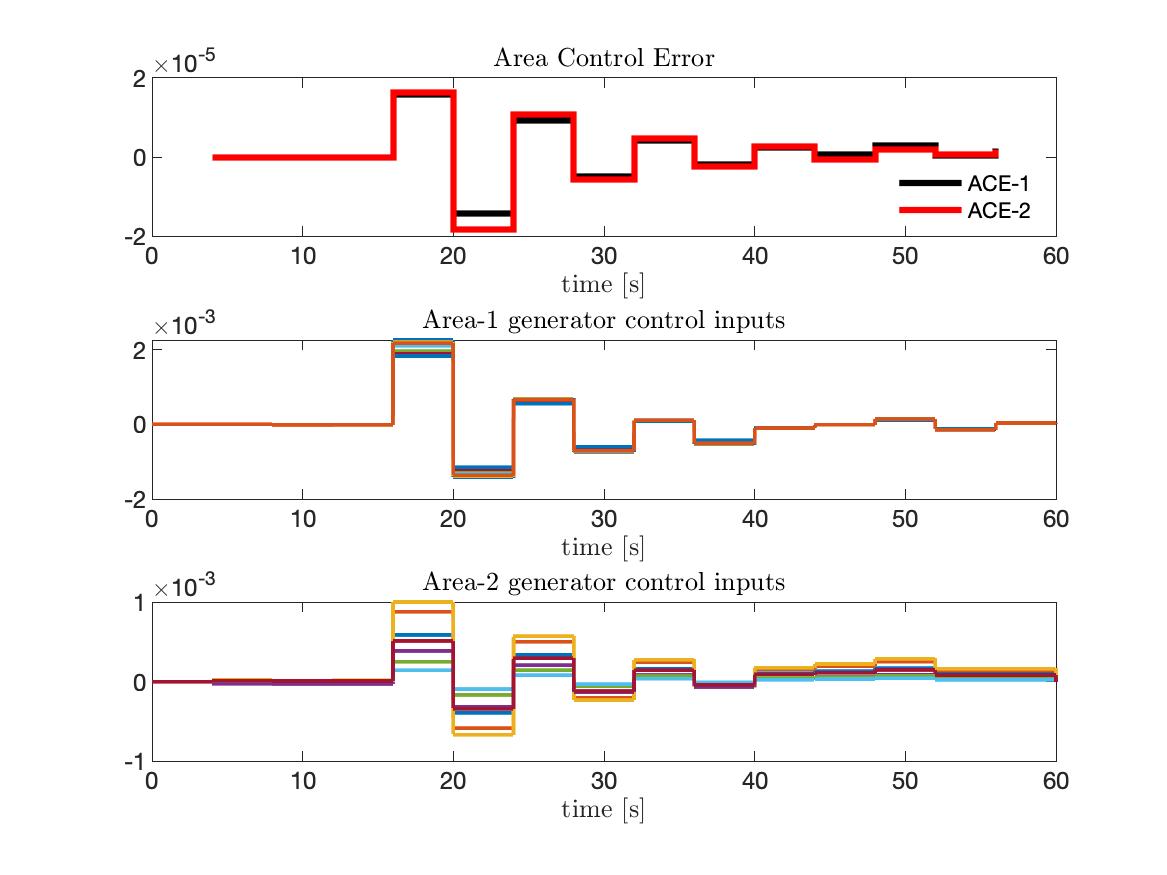 ×10-5
Area Control Error
2
0
-2
ACE-1
ACE-2
0 10 20 30 40 50 60
time [s]
×10-3
Area-1 generator control inputs
2
0
-2
0 10 20 30 40 50 60
time [s]
×10-3
Area-2 generator control inputs
1
0
-1
0 10 20 30 40 50 60
time [s]